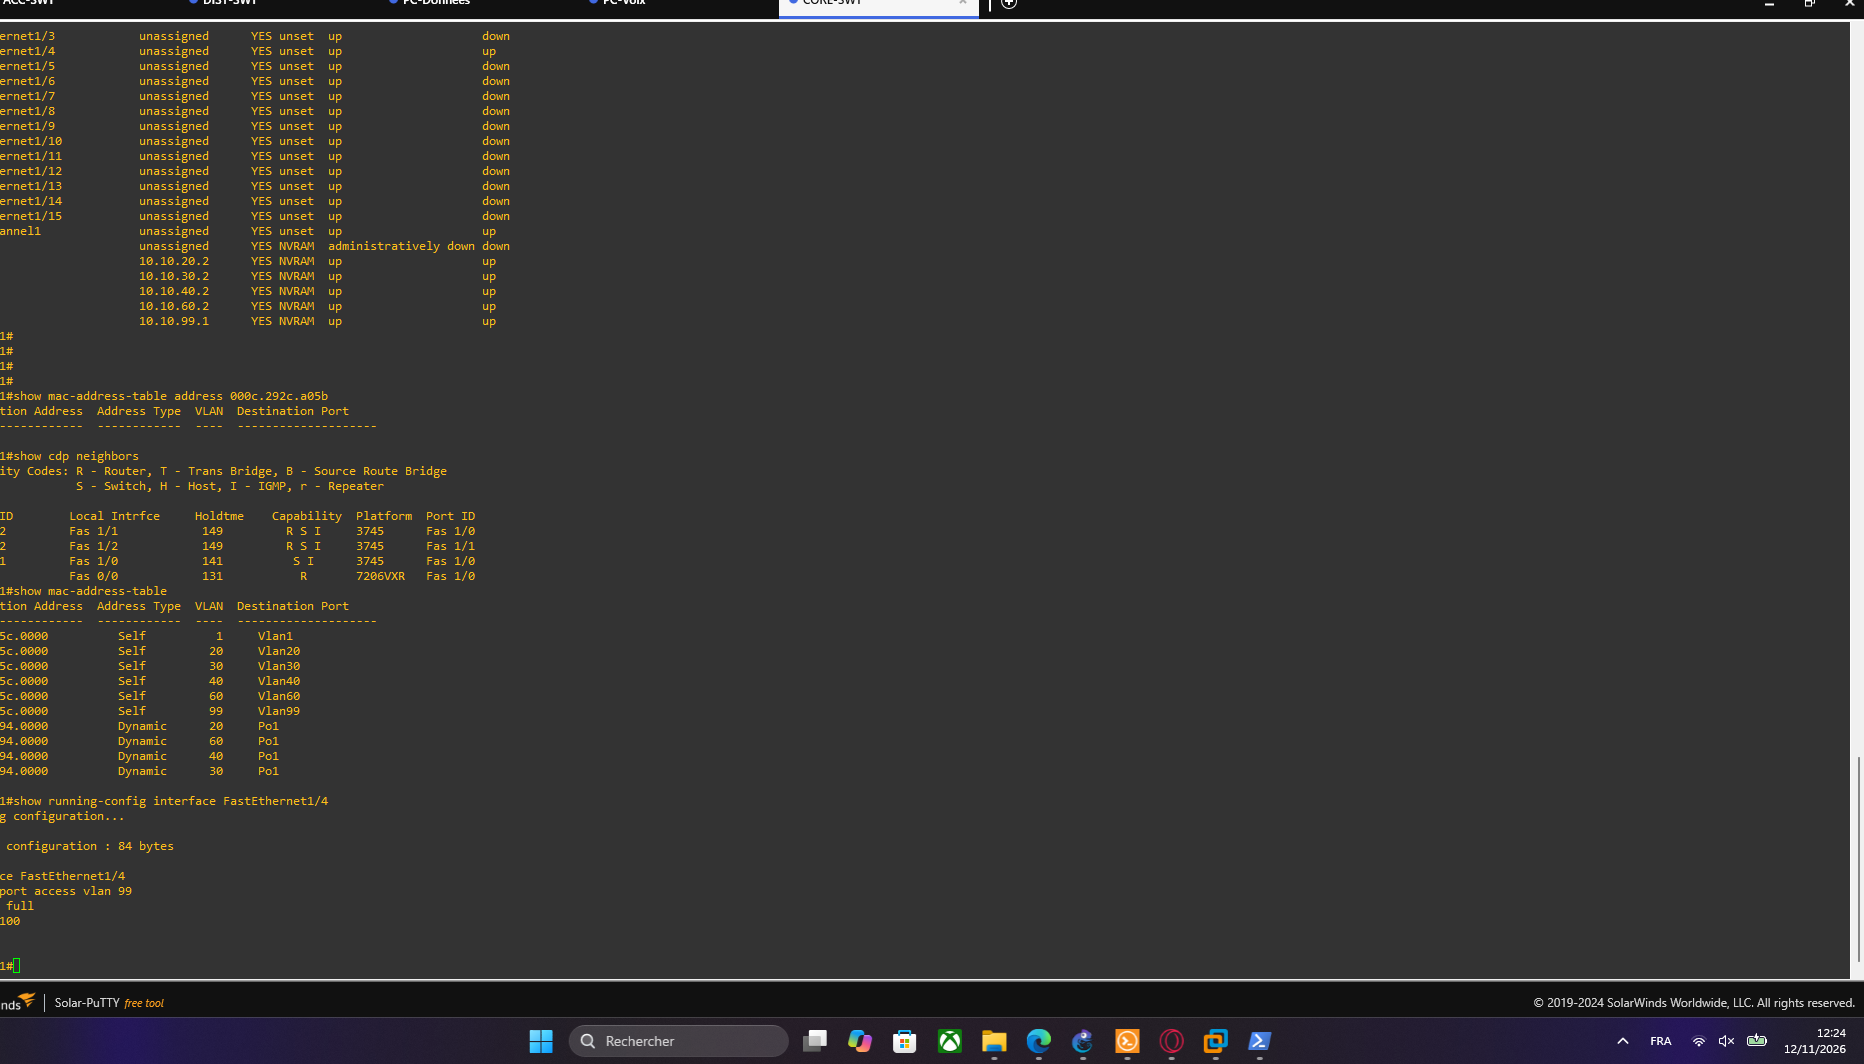 ACC-SW1 DIST-SW1 PC-Données PC-Voix CORE-SW1
ernet1/3 unassigned YES unset up down
ernet1/4 unassigned YES unset up up
ernet1/5 unassigned YES unset up down
ernet1/6 unassigned YES unset up down
ernet1/7 unassigned YES unset up down
ernet1/8 unassigned YES unset up down
ernet1/9 unassigned YES unset up down
ernet1/10 unassigned YES unset up down
ernet1/11 unassigned YES unset up down
ernet1/12 unassigned YES unset up down
ernet1/13 unassigned YES unset up down
ernet1/14 unassigned YES unset up down
ernet1/15 unassigned YES unset up down
annel1 unassigned YES unset up up
unassigned YES NVRAM administratively down down
10.10.20.2 YES NVRAM up up
10.10.30.2 YES NVRAM up up
10.10.40.2 YES NVRAM up up
10.10.60.2 YES NVRAM up up
10.10.99.1 YES NVRAM up up
1#
1#
1#
1#
1#show mac-address-table address 000c.292c.a05b
tion Address Address Type VLAN Destination Port
------------ ------------ ---- --------------------
1#show cdp neighbors
ity Codes: R - Router, T - Trans Bridge, B - Source Route Bridge
S - Switch, H - Host, I - IGMP, r - Repeater
ID Local Intrfce Holdtme Capability Platform Port ID
2 Fas 1/1 149 R S I 3745 Fas 1/0
2 Fas 1/2 149 R S I 3745 Fas 1/1
1 Fas 1/0 141 S I 3745 Fas 1/0
Fas 0/0 131 R 7206VXR Fas 1/0
1#show mac-address-table
tion Address Address Type VLAN Destination Port
------------ ------------ ---- --------------------
5c.0000 Self 1 Vlan1
5c.0000 Self 20 Vlan20
5c.0000 Self 30 Vlan30
5c.0000 Self 40 Vlan40
5c.0000 Self 60 Vlan60
5c.0000 Self 99 Vlan99
94.0000 Dynamic 20 Po1
94.0000 Dynamic 60 Po1
94.0000 Dynamic 40 Po1
94.0000 Dynamic 30 Po1
1#show running-config interface FastEthernet1/4
g configuration...
configuration : 84 bytes
ce FastEthernet1/4
port access vlan 99
full
100
1#
nds Solar-PuTTY free tool © 2019-2024 SolarWinds Worldwide, LLC. All rights reserved.
Rechercher FRA 12:24
12/11/2026